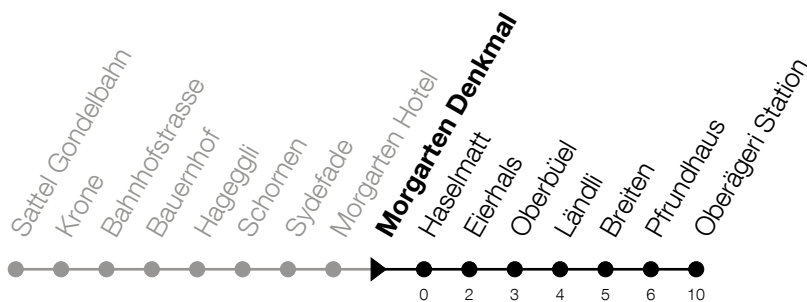 Sattel Gondelbahn
Krone
Bahnhofstrasse
Bauernhof
Hageggli
Schornen
Sydefade
Morgarten Hotel
Morgarten Denkmal
Haselmatt
Eierhals
Oberbüel
Ländli
Breiten
Pfrundhaus
Oberägeri Station
0 2 3 4 5 6 10